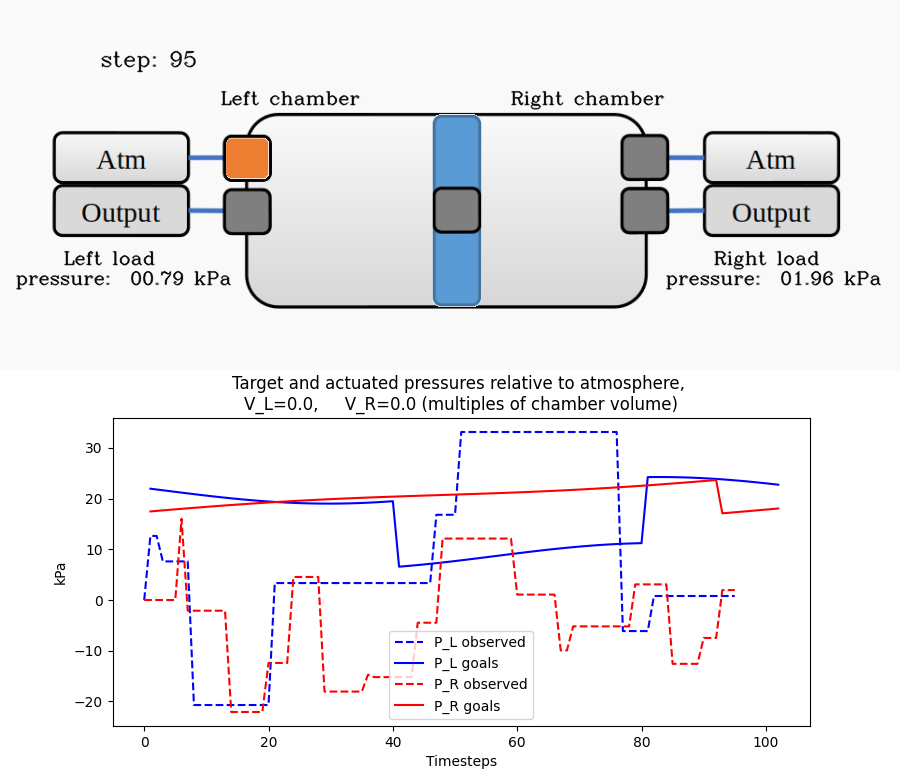 step: 95
Left chamber
Right chamber
Atm
Atm
Output
Output
Left load
pressure: 00.79 kPa
Right load
pressure: 01.96 kPa
Target and actuated pressures relative to atmosphere,
V_L=0.0, V_R=0.0 (multiples of chamber volume)
kPa
30
20
10
0
−10
−20
P_L observed
P_L goals
P_R observed
P_R goals
0 20 40 60 80 100
Timesteps